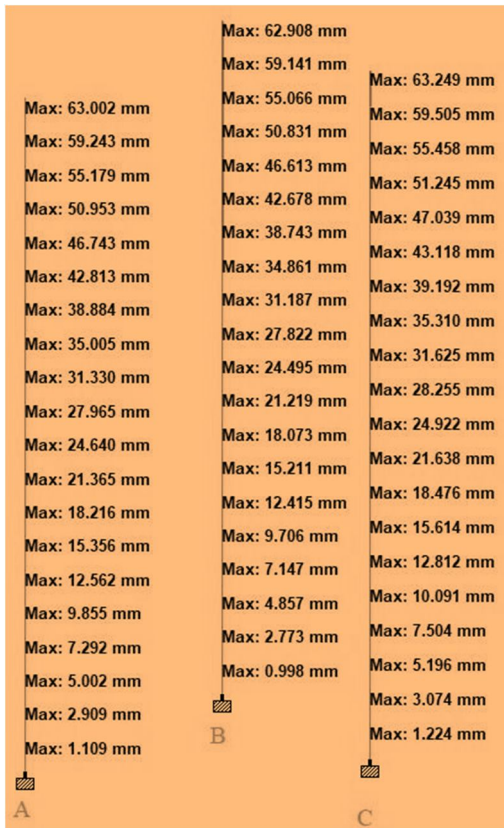 Max: 63.002 mm
Max: 59.243 mm
Max: 55.179 mm
Max: 50.953 mm
Max: 46.743 mm
Max: 42.813 mm
Max: 38.884 mm
Max: 35.005 mm
Max: 31.330 mm
Max: 27.965 mm
Max: 24.640 mm
Max: 21.365 mm
Max: 18.216 mm
Max: 15.356 mm
Max: 12.562 mm
Max: 9.855 mm
Max: 7.292 mm
Max: 5.002 mm
Max: 2.909 mm
Max: 1.109 mm
A
Max: 62.908 mm
Max: 59.141 mm
Max: 55.066 mm
Max: 50.831 mm
Max: 46.613 mm
Max: 42.678 mm
Max: 38.743 mm
Max: 34.861 mm
Max: 31.187 mm
Max: 27.822 mm
Max: 24.495 mm
Max: 21.219 mm
Max: 18.073 mm
Max: 15.211 mm
Max: 12.415 mm
Max: 9.706 mm
Max: 7.147 mm
Max: 4.857 mm
Max: 2.773 mm
Max: 0.998 mm
B
Max: 63.249 mm
Max: 59.505 mm
Max: 55.458 mm
Max: 51.245 mm
Max: 47.039 mm
Max: 43.118 mm
Max: 39.192 mm
Max: 35.310 mm
Max: 31.625 mm
Max: 28.255 mm
Max: 24.922 mm
Max: 21.638 mm
Max: 18.476 mm
Max: 15.614 mm
Max: 12.812 mm
Max: 10.091 mm
Max: 7.504 mm
Max: 5.196 mm
Max: 3.074 mm
Max: 1.224 mm
C